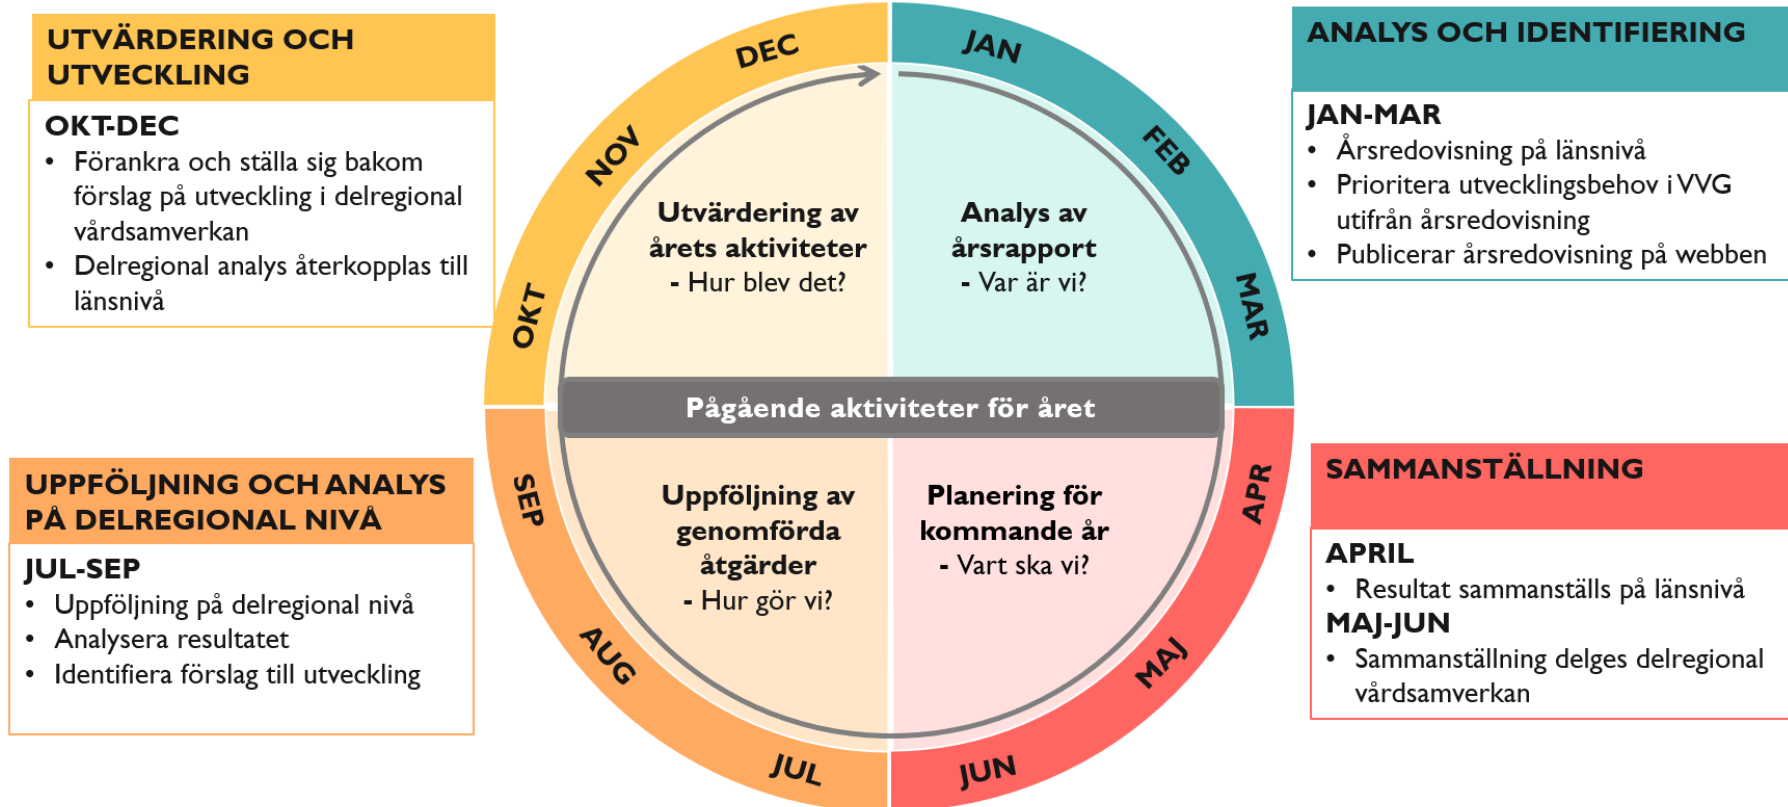 UTVÄRDERING OCH
UTVECKLING
OKT-DEC
• Förankra och ställa sig bakom
förslag på utveckling i delregional
vårdsamverkan
• Delregional analys återkopplas till
länsnivå
ANALYS OCH IDENTIFIERING
JAN-MAR
• Årsredovisning på länsnivå
• Prioritera utvecklingsbehov i VVG
utifrån årsredovisning
• Publicerar årsredovisning på webben
UPPFÖLJNING OCH ANALYS
PÅ DELREGIONAL NIVÅ
JUL-SEP
• Uppföljning på delregional nivå
• Analysera resultatet
• Identifiera förslag till utveckling
SAMMANSTÄLLNING
APRIL
• Resultat sammanställs på länsnivå
MAJ-JUN
• Sammanställning delges delregional
vårdsamverkan
JAN
FEB
MAR
APR
MAJ
JUN
JUL
AUG
SEP
OKT
NOV
DEC
Utvärdering av
årets aktiviteter
- Hur blev det?
Analys av
årsrapport
- Var är vi?
Pågående aktiviteter för året
Uppföljning av
genomförda
åtgärder
- Hur gör vi?
Planering för
kommande år
- Vart ska vi?